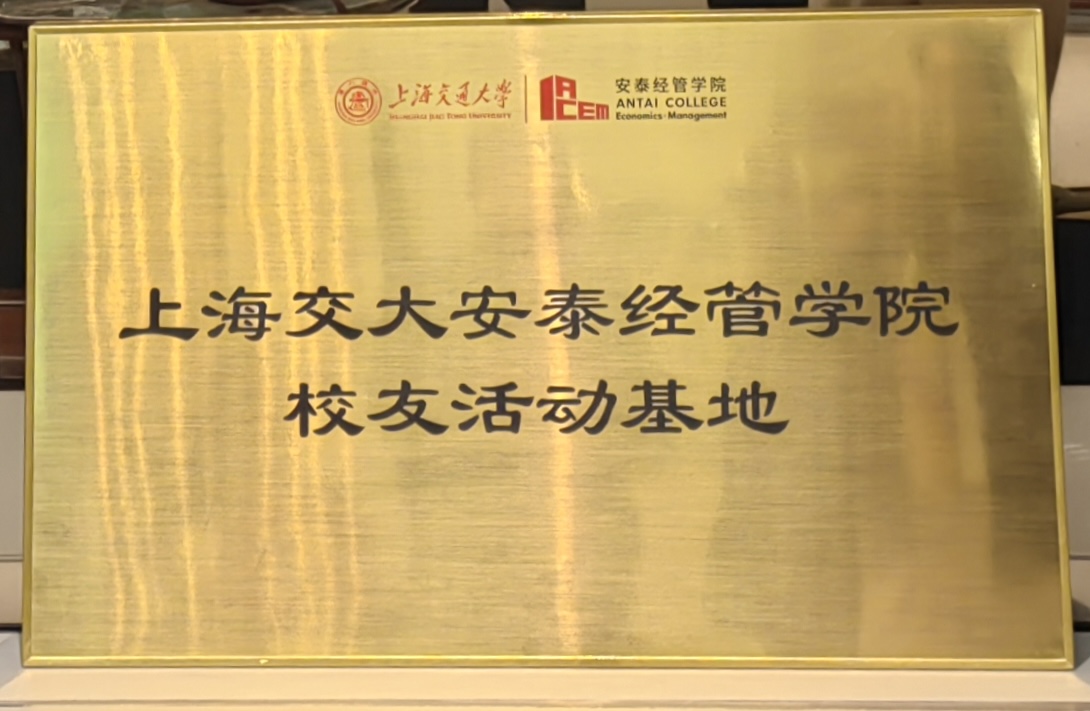 上海交通大學
SHANGHAI JIAO TONG UNIVERSITY
ACEM
安泰经管学院
ANTAI COLLEGE
Economics·Management
上海交大安泰经管学院
校友活动基地